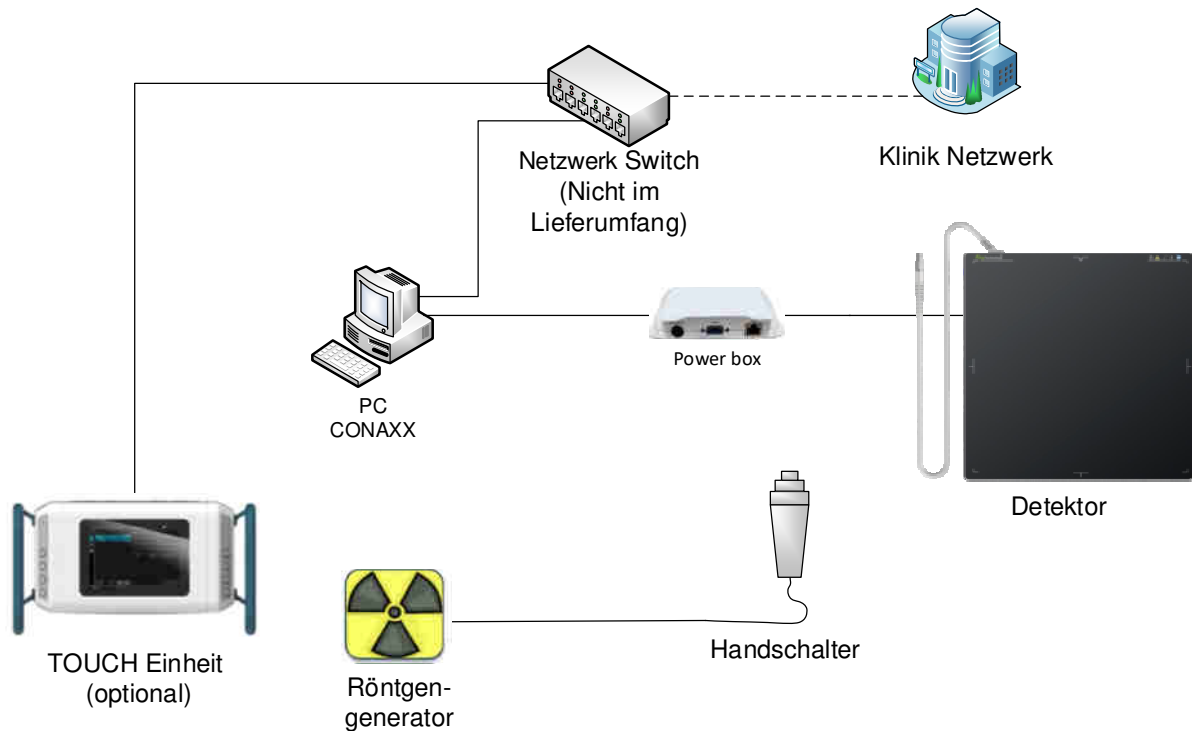 Netzwerk Switch
(Nicht im
Lieferumfang)
Klinik Netzwerk
Power box
PC
CONAXX
Detektor
TOUCH Einheit
(optional)
Handschalter
Röntgen-
generator